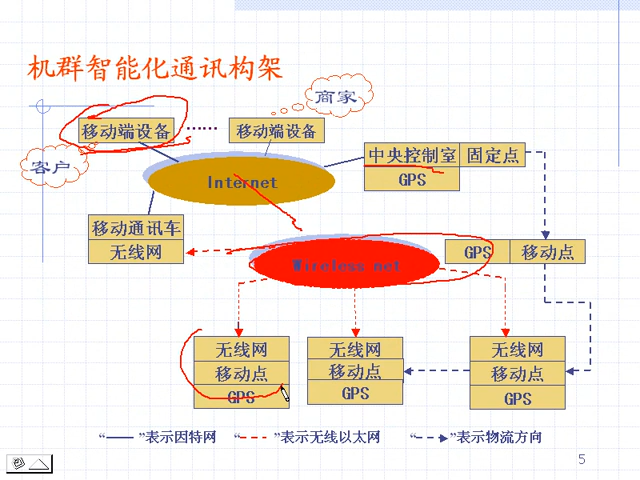 机群智能化通讯构架
商家
移动端设备 …… 移动端设备
客户
中央控制室 固定点
GPS
Internet
移动通讯车
无线网
GPS 移动点
Wireless net
无线网 无线网 无线网
移动点 移动点 移动点
GPS GPS GPS
“——”表示因特网 “---”表示无线以太网 “--▸”表示物流方向
5